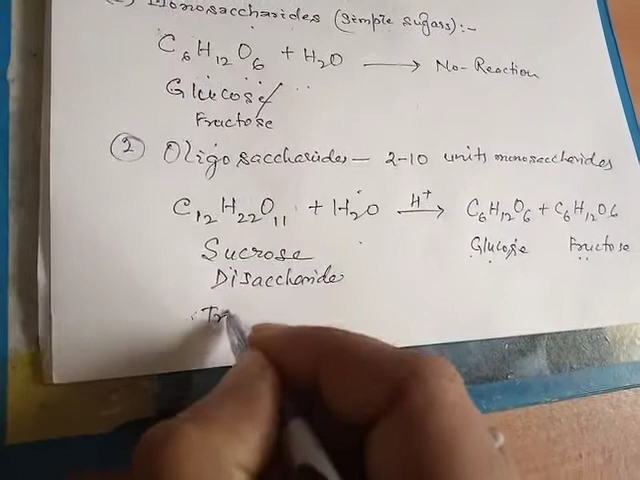 Monosaccharides (Simple sugars):-
C6H12O6 + H2O ⟶ No-Reaction
Glucose/
Fructose
(2) Oligosaccharides — 2-10 units monosaccharides
C12H22O11 + H2O H+⟶ C6H12O6 + C6H12O6
Sucrose Glucose Fructose
Disaccharide
Tr